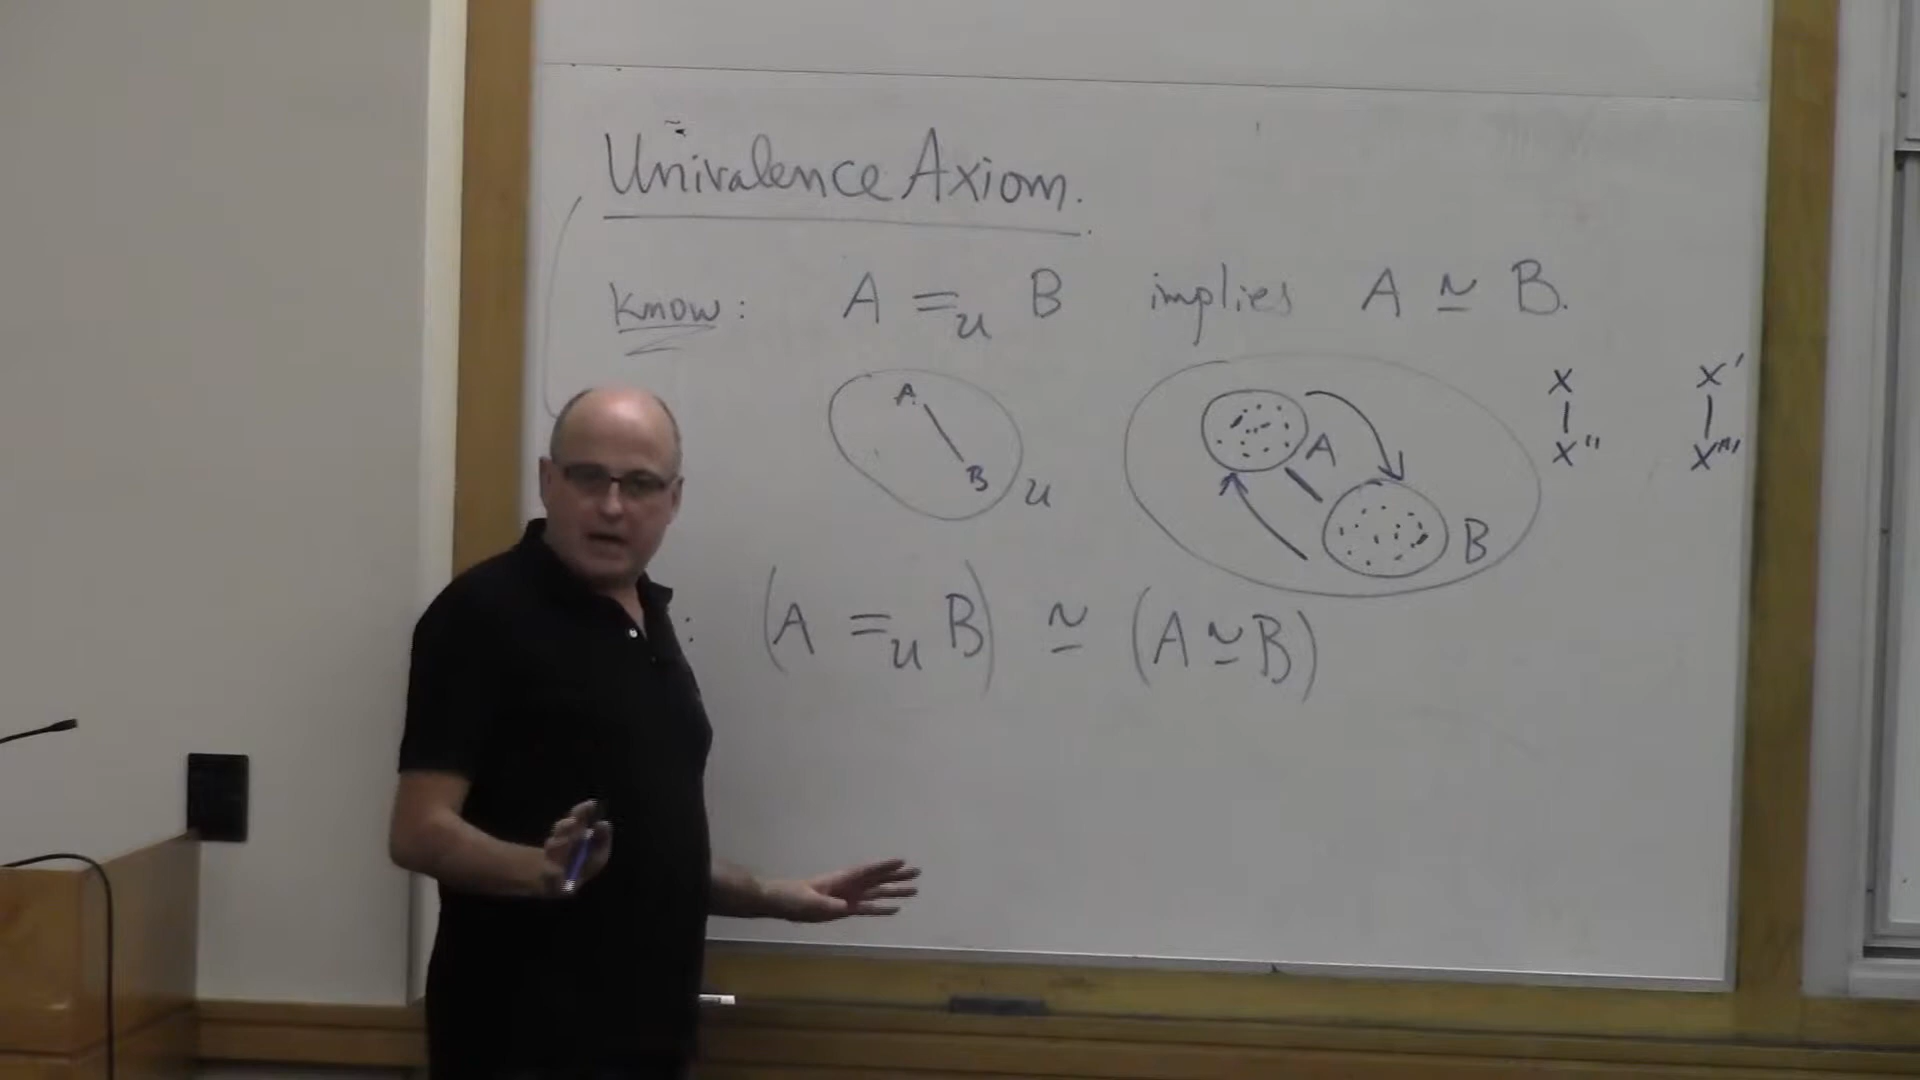 Univalence Axiom.
Know: A =_U B implies A ≃ B.
A
B
U
A
B
x x'
x'' x'''
: (A =_U B) ≃ (A ≃ B)